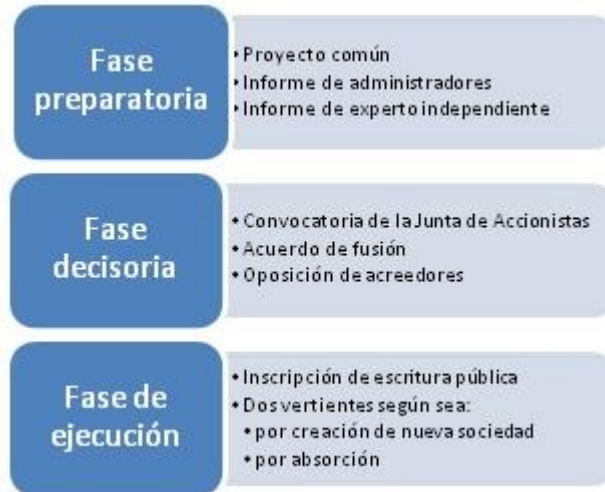 Fase
preparatoria
• Proyecto común
• Informe de administradores
• Informe de experto independiente
Fase
decisoria
• Convocatoria de la Junta de Accionistas
• Acuerdo de fusión
• Oposición de acreedores
Fase de
ejecución
• Inscripción de escritura pública
• Dos vertientes según sea:
• por creación de nueva sociedad
• por absorción